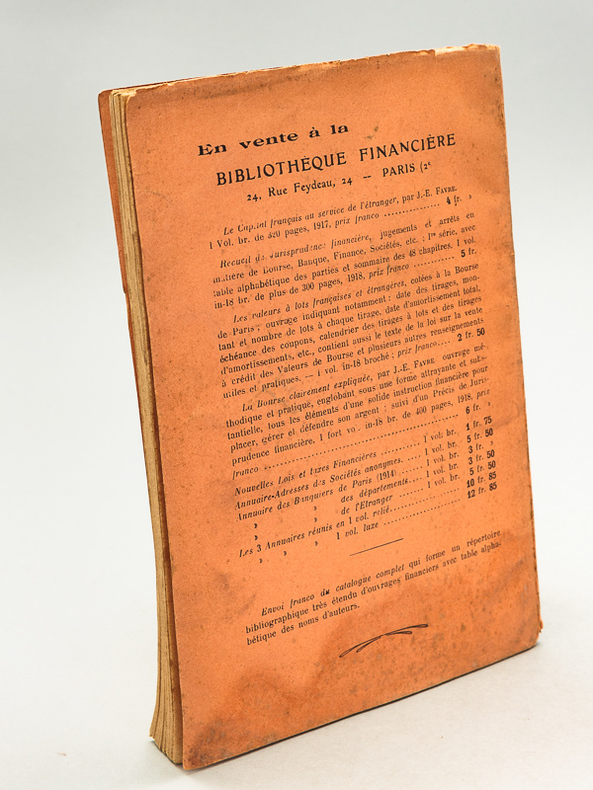 En vente à la
BIBLIOTHÈQUE FINANCIÈRE
24, Rue Feydeau, 24 — PARIS (2e
Le Capital français au service de l'étranger, par J.-E. FAVRE.
1 Vol. br. de 320 pages, 1917, prix franco ............... 4 fr. »
Recueil de Jurisprudence financière, jugements et arrêts en
matière de Bourse, Banque, Finance, Sociétés, etc. ; 1re série, avec
table alphabétique des parties et sommaire des 48 chapitres. 1 vol.
in-18 br. de plus de 300 pages, 1918, prix franco ........... 5 fr.
Les valeurs à lots françaises et étrangères, cotées à la Bourse
de Paris ; ouvrage indiquant notamment : date des tirages, mon-
tant et nombre de lots à chaque tirage, date d'amortissement total,
échéance des coupons, calendrier des tirages à lots et des tirages
d'amortissements, etc., contient aussi le texte de la loi sur la vente
à crédit des Valeurs de Bourse et plusieurs autres renseignements
utiles et pratiques. — 1 vol. in-18 broché ; prix franco.... 2 fr. 50
La Bourse clairement expliquée, par J.-E. FAVRE ouvrage mé-
thodique et pratique, englobant sous une forme attrayante et subs-
tantielle, tous les éléments d'une solide instruction financière pour
placer, gérer et défendre son argent ; suivi d'un Précis de Juris-
prudence financière. 1 fort vol. in-18 br. de 400 pages, 1918, prix
franco ........................................ 6 fr. »
Nouvelles Lois et taxes Financières .......... 1 vol. br., 1 fr. 75
Annuaire-Adresses des Sociétés anonymes.... 1 vol. br. 5 fr. 50
Annuaire des Banquiers de Paris (1914)...... 1 vol. br. 3 fr. »
» » des départements.... 1 vol. br. 3 fr. 50
» » de l'Etranger ...... 1 vol. br. 5 fr. 50
Les 3 Annuaires réunis en 1 vol. relié............... 10 fr. 85
» » » 1 vol. luxe .................. 12 fr. 85
Envoi franco du catalogue complet qui forme un répertoire
bibliographique très étendu d'ouvrages financiers avec table alpha-
bétique des noms d'auteurs.